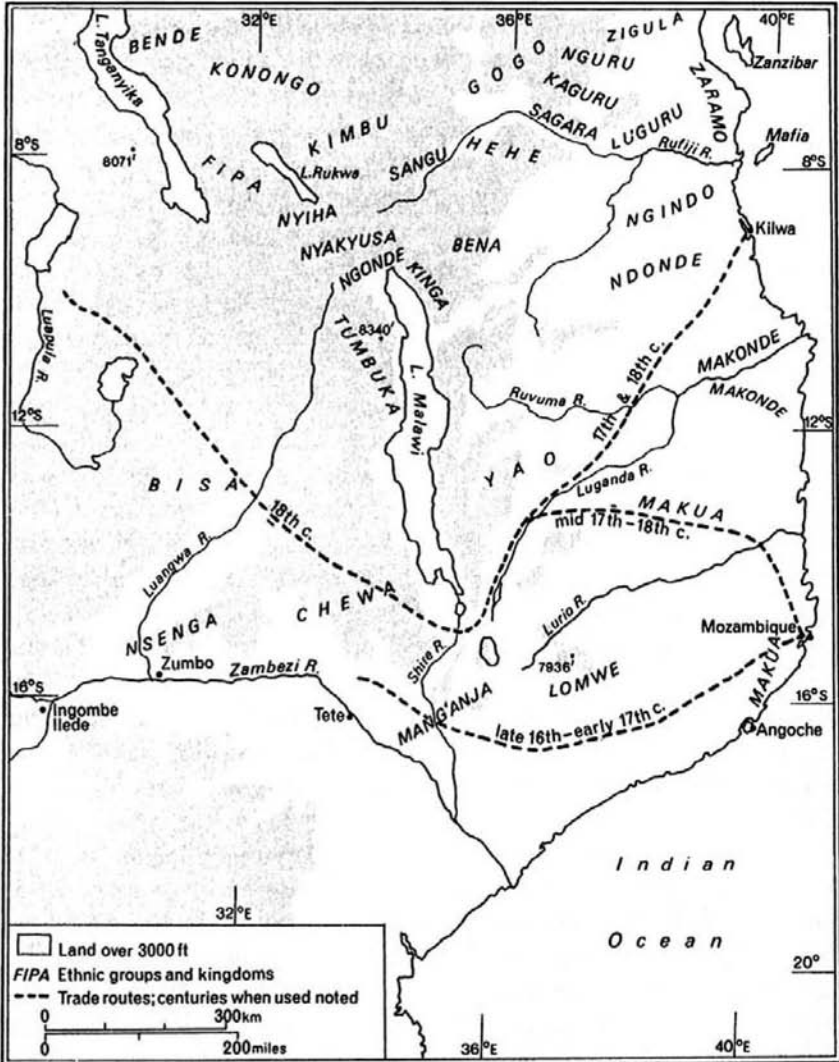 32°E
36°E
40°E
L. Tanganyika
BENDE
KONONGO
ZIGULA
NGURU
GOGO
KAGURU
Zanzibar
ZARAMO
SAGARA
LUGURU
KIMBU
8071'
8°S
FIPA
L.Rukwa
SANGU
HEHE
Rufiji R.
Mafia
8°S
NYIHA
NGINDO
Kilwa
NYAKYUSA
BENA
NGONDE
KINGA
NDONDE
Luapula R.
8340'
TUMBUKA
L. Malawi
MAKONDE
MAKONDE
Ruvuma R.
17th & 18th c.
12°S
12°S
YAO
BISA
Luganda R.
MAKUA
18th c.
mid 17th–18th c.
Luangwa R.
CHEWA
Lurio R.
NSENGA
Mozambique
Shire R.
7936'
LOMWE
MAKUA
Zumbo
Zambezi R.
16°S
16°S
Ingombe
Ilede
Tete
MANG'ANJA
late 16th–early 17th c.
Angoche
Indian
Ocean
32°E
Land over 3000 ft
FIPA Ethnic groups and kingdoms
Trade routes; centuries when used noted
20°
0 300km
0 200miles
36°E
40°E